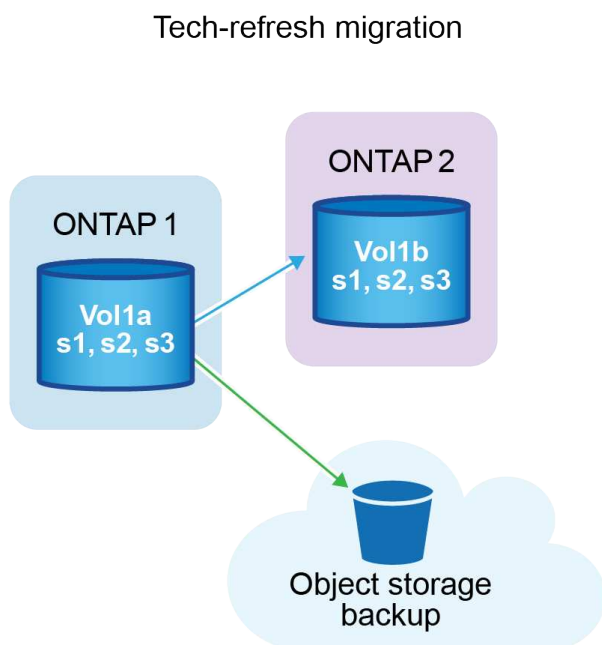 Tech-refresh migration
ONTAP 2
ONTAP 1
Vol1b
s1, s2, s3
Vol1a
s1, s2, s3
Object storage
backup